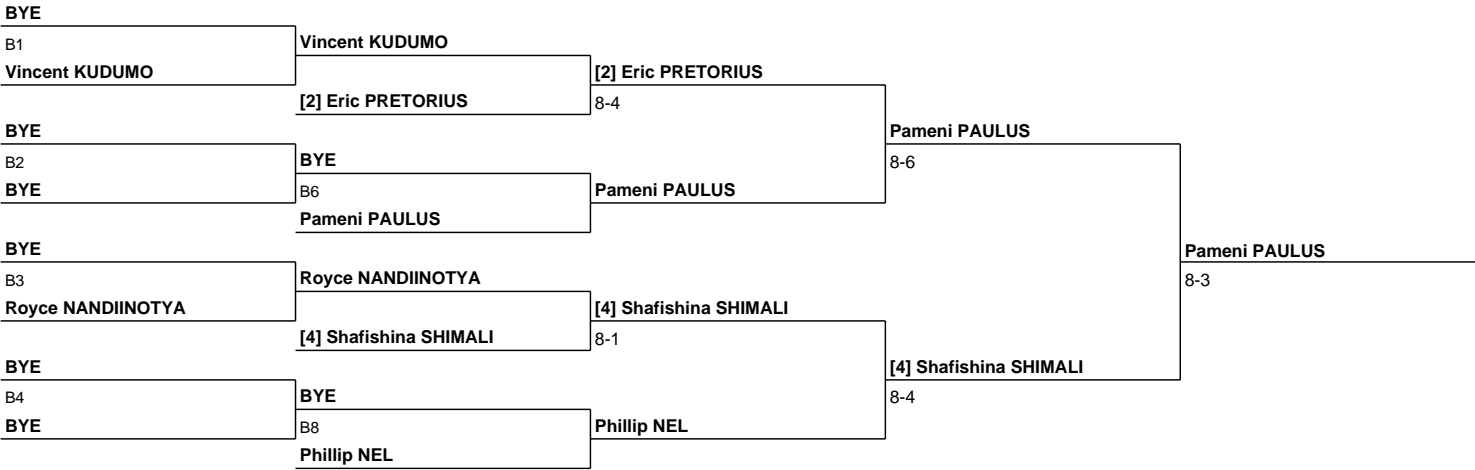 BYE
B1
Vincent KUDUMO
Vincent KUDUMO
[2] Eric PRETORIUS
[2] Eric PRETORIUS
8-4
BYE
Pameni PAULUS
B2
BYE
8-6
BYE
B6
Pameni PAULUS
Pameni PAULUS
BYE
Pameni PAULUS
B3
Royce NANDIINOTYA
8-3
Royce NANDIINOTYA
[4] Shafishina SHIMALI
[4] Shafishina SHIMALI
8-1
BYE
[4] Shafishina SHIMALI
B4
BYE
8-4
BYE
B8
Phillip NEL
Phillip NEL